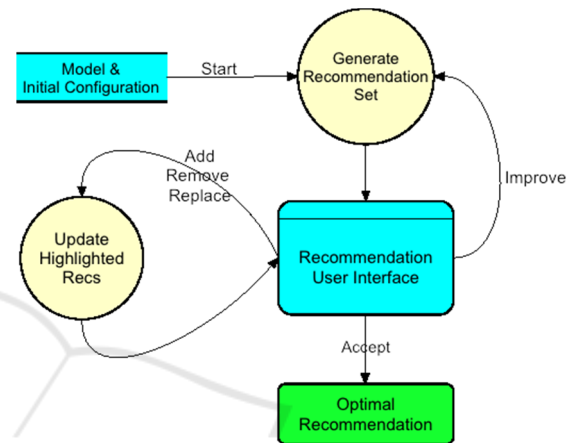 Model &
Initial Configuration
Start
Generate
Recommendation
Set
Add
Remove
Replace
Improve
Update
Highlighted
Recs
Recommendation
User Interface
Accept
Optimal
Recommendation